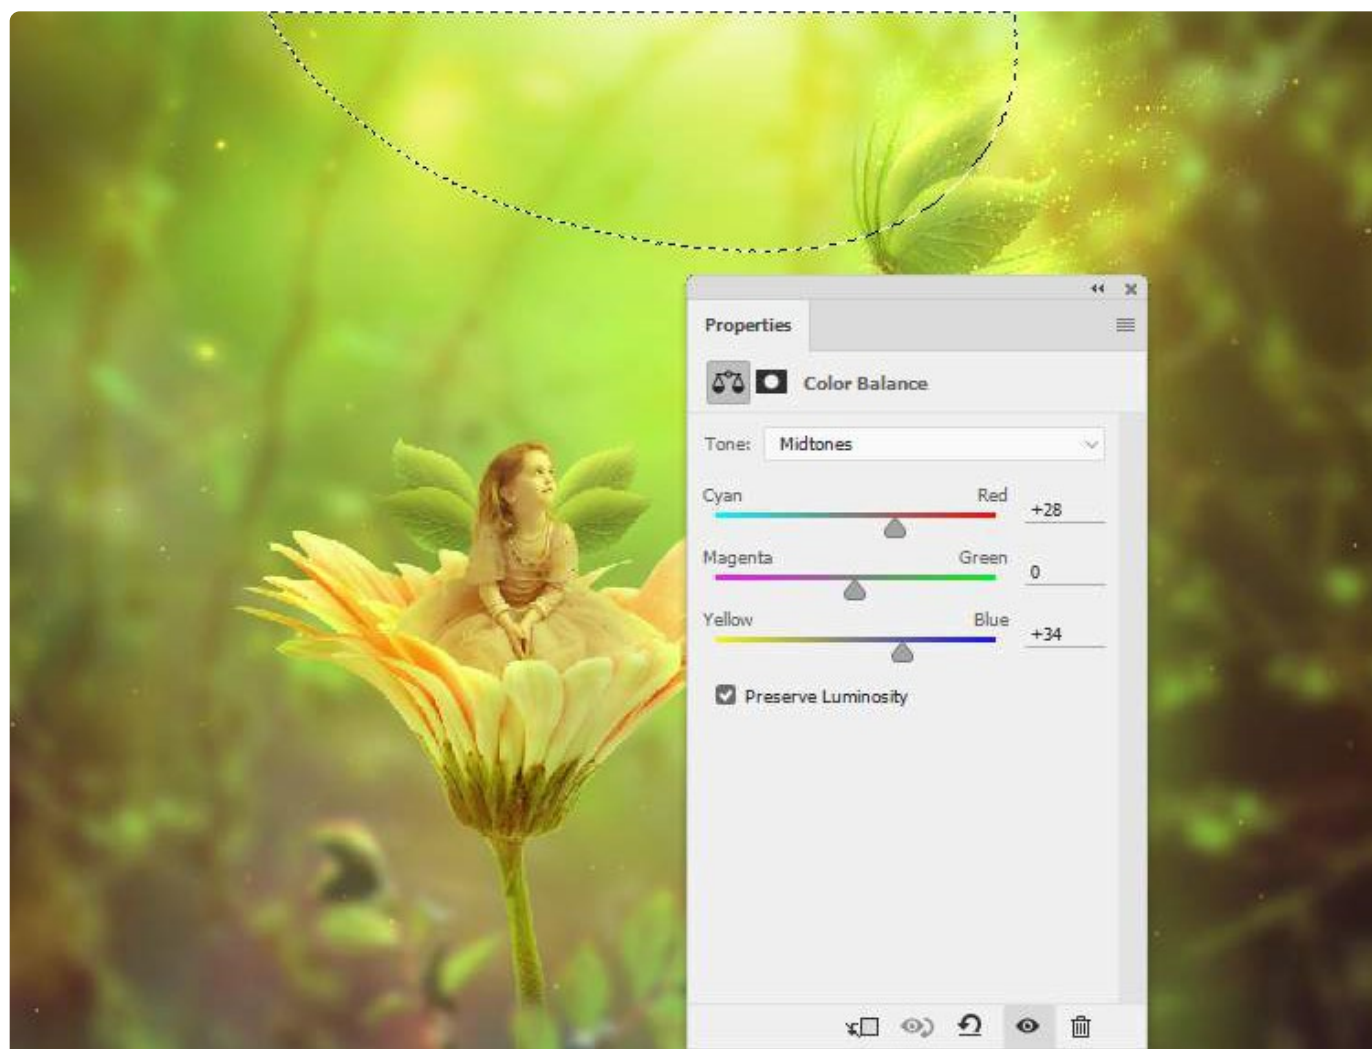 Properties
Color Balance
Tone: Midtones
Cyan Red +28
Magenta Green 0
Yellow Blue +34
Preserve Luminosity